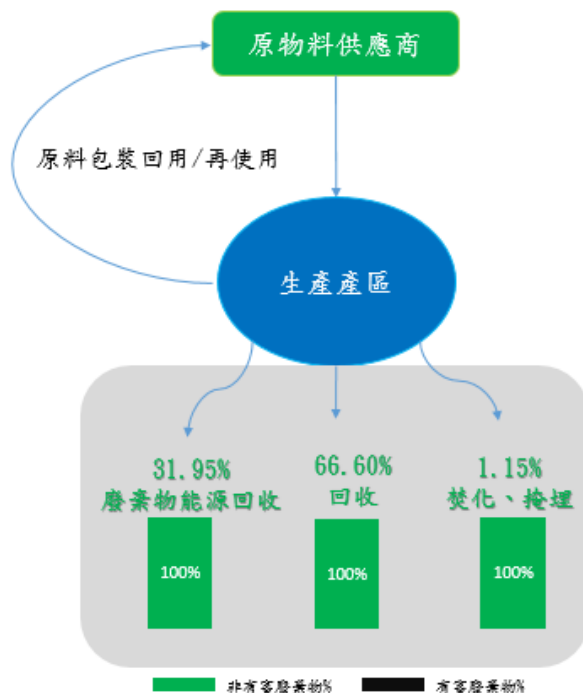 原物料供應商
原料包裝回用/再使用
生產產區
31.95%
廢棄物能源回收
66.60%
回收
1.15%
焚化、掩埋
100%
100%
100%
非有害廢棄物%
有害廢棄物%